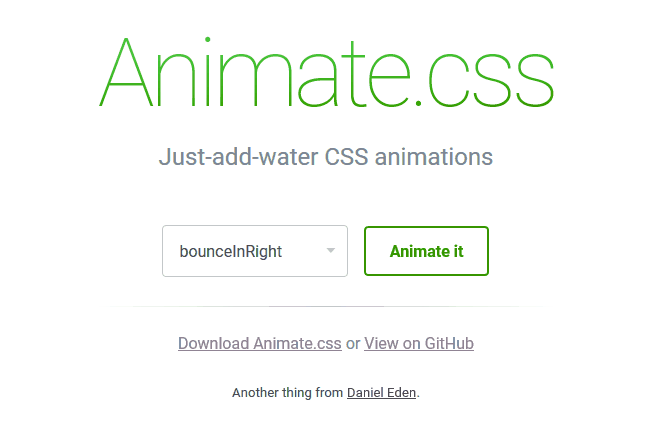 Animate.css
Just-add-water CSS animations
bounceInRight
Animate it
Download Animate.css or View on GitHub
Another thing from Daniel Eden.